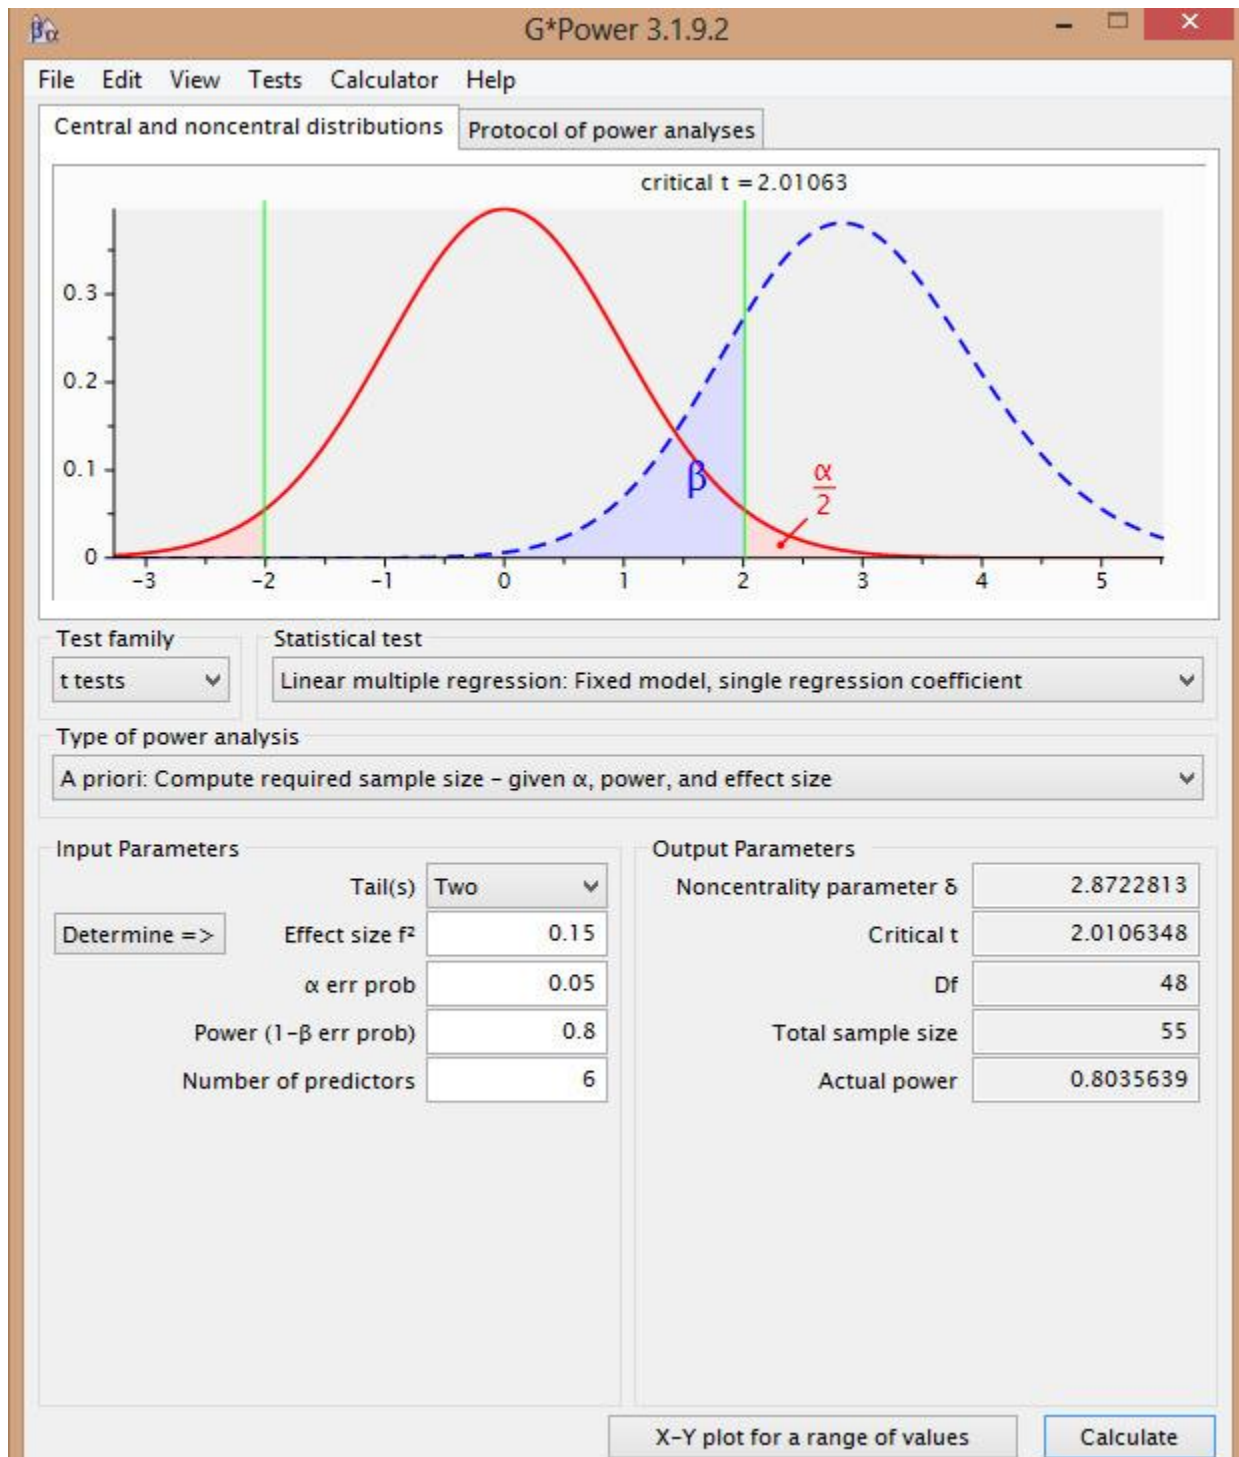 βα G*Power 3.1.9.2
File Edit View Tests Calculator Help
Central and noncentral distributions Protocol of power analyses
critical t = 2.01063
0.3
0.2
0.1
0
β
α
2
-3 -2 -1 0 1 2 3 4 5
Test family Statistical test
t tests Linear multiple regression: Fixed model, single regression coefficient
Type of power analysis
A priori: Compute required sample size - given α, power, and effect size
Input Parameters
Tail(s) Two
Determine => Effect size f² 0.15
α err prob 0.05
Power (1-β err prob) 0.8
Number of predictors 6
Output Parameters
Noncentrality parameter δ 2.8722813
Critical t 2.0106348
Df 48
Total sample size 55
Actual power 0.8035639
X-Y plot for a range of values Calculate